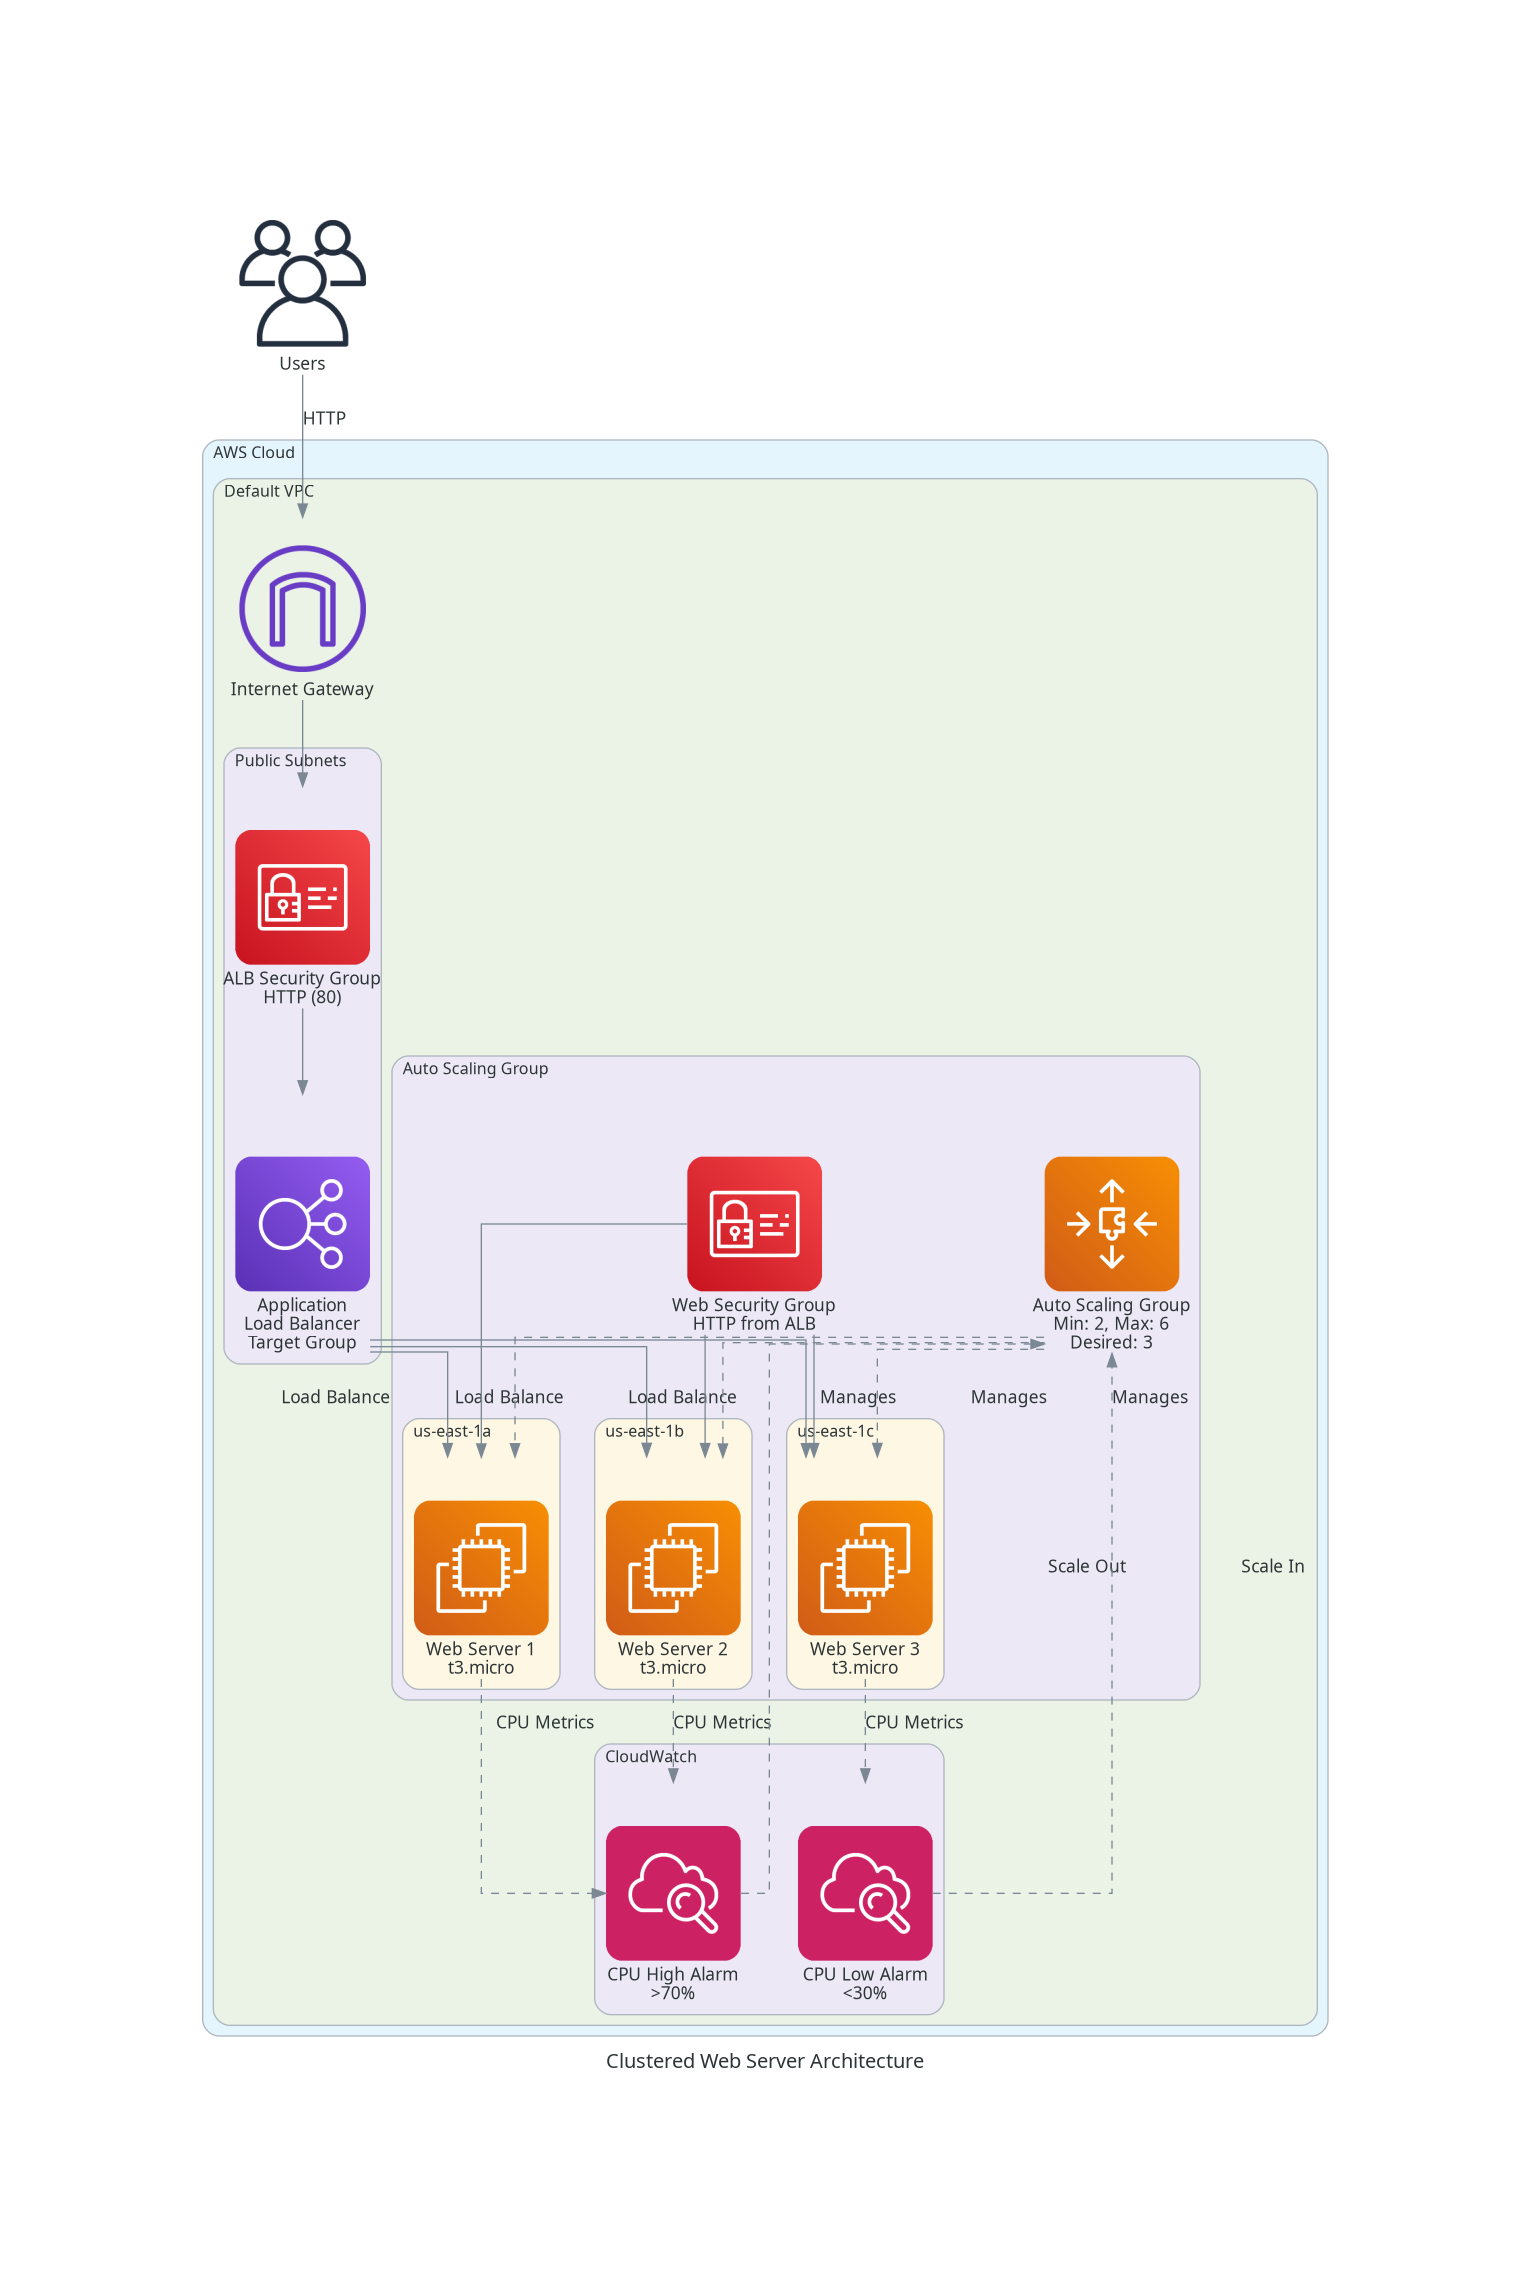 Users
HTTP
AWS Cloud
Default VPC
Internet Gateway
Public Subnets
ALB Security Group
HTTP (80)
Auto Scaling Group
Application
Load Balancer
Target Group
Web Security Group
HTTP from ALB
Auto Scaling Group
Min: 2, Max: 6
Desired: 3
Load Balance
Load Balance
Load Balance
Manages
Manages
Manages
us-east-1a
us-east-1b
us-east-1c
Scale Out
Scale In
Web Server 1
t3.micro
Web Server 2
t3.micro
Web Server 3
t3.micro
CPU Metrics
CPU Metrics
CPU Metrics
CloudWatch
CPU High Alarm
>70%
CPU Low Alarm
<30%
Clustered Web Server Architecture